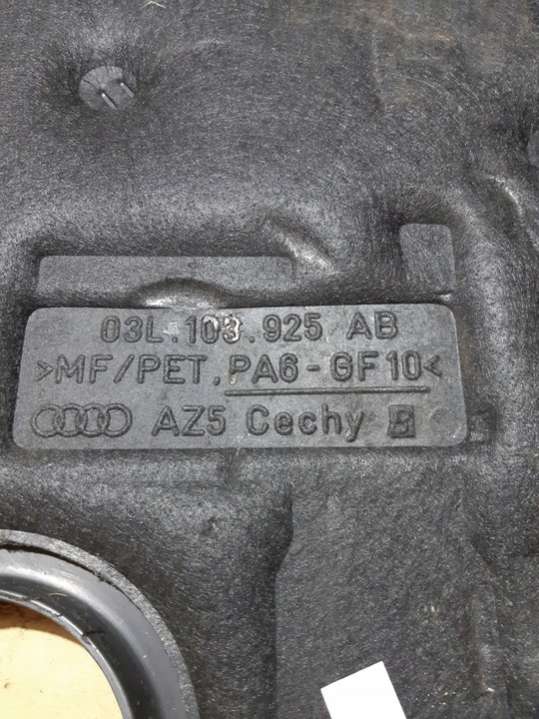 03L.103.925 AB
>MF/PET.PA6-GF10<
AZ5 Cechy B